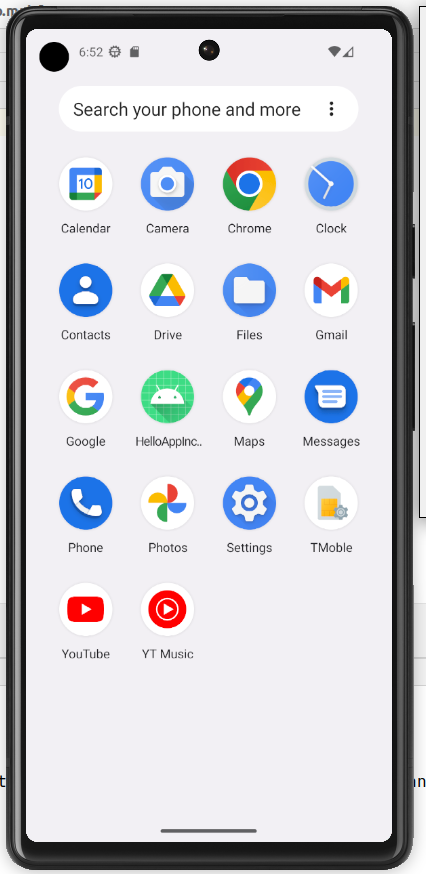 6:52
Search your phone and more
10
Calendar Camera Chrome Clock
Contacts Drive Files Gmail
G
Google HelloAppInc.. Maps Messages
Phone Photos Settings TMoble
YouTube YT Music